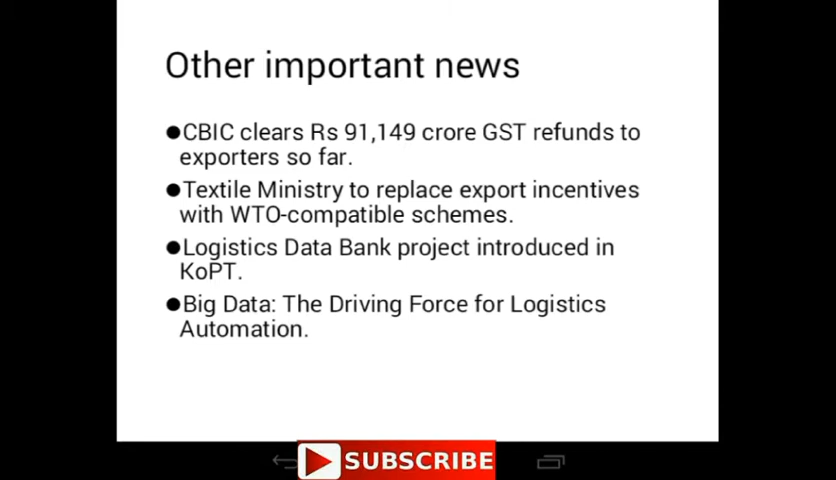 Other important news
●CBIC clears Rs 91,149 crore GST refunds to
exporters so far.
●Textile Ministry to replace export incentives
with WTO-compatible schemes.
●Logistics Data Bank project introduced in
KoPT.
●Big Data: The Driving Force for Logistics
Automation.
SUBSCRIBE